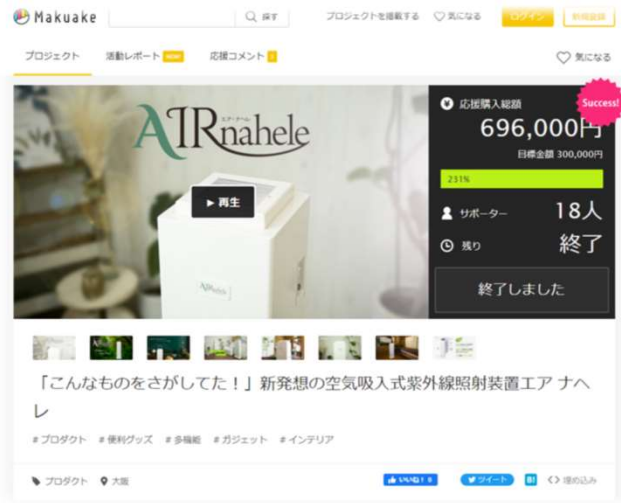 Makuake
探す
プロジェクトを掲載する
気になる
ログイン
新規登録
プロジェクト
活動レポート
応援コメント
気になる
AIRnahele
エアーナヘレ
再生
応援購入総額
Success!
696,000円
目標金額 300,000円
231%
サポーター
18人
残り
終了
終了しました
「こんなものをさがしてた！」新発想の空気吸入式紫外線照射装置エア ナヘ
レ
#プロダクト #便利グッズ #多機能 #ガジェット #インテリア
プロダクト
大阪
いいね！ 8
ツイート
B!
埋め込み